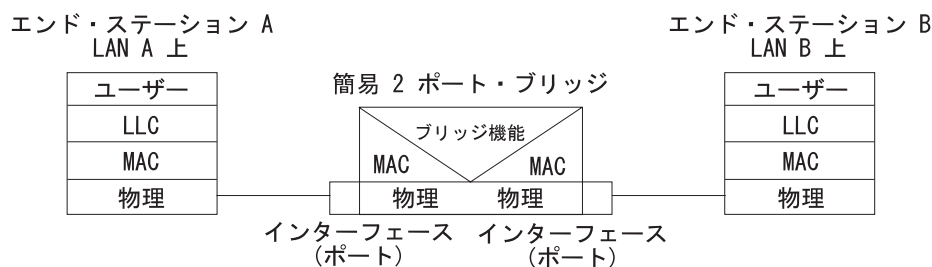 エンド・ステーション A
LAN A 上
ユーザー
LLC
MAC
物理
簡易 2 ポート・ブリッジ
ブリッジ機能
MAC
MAC
物理
物理
インターフェース
(ポート)
インターフェース
(ポート)
エンド・ステーション B
LAN B 上
ユーザー
LLC
MAC
物理